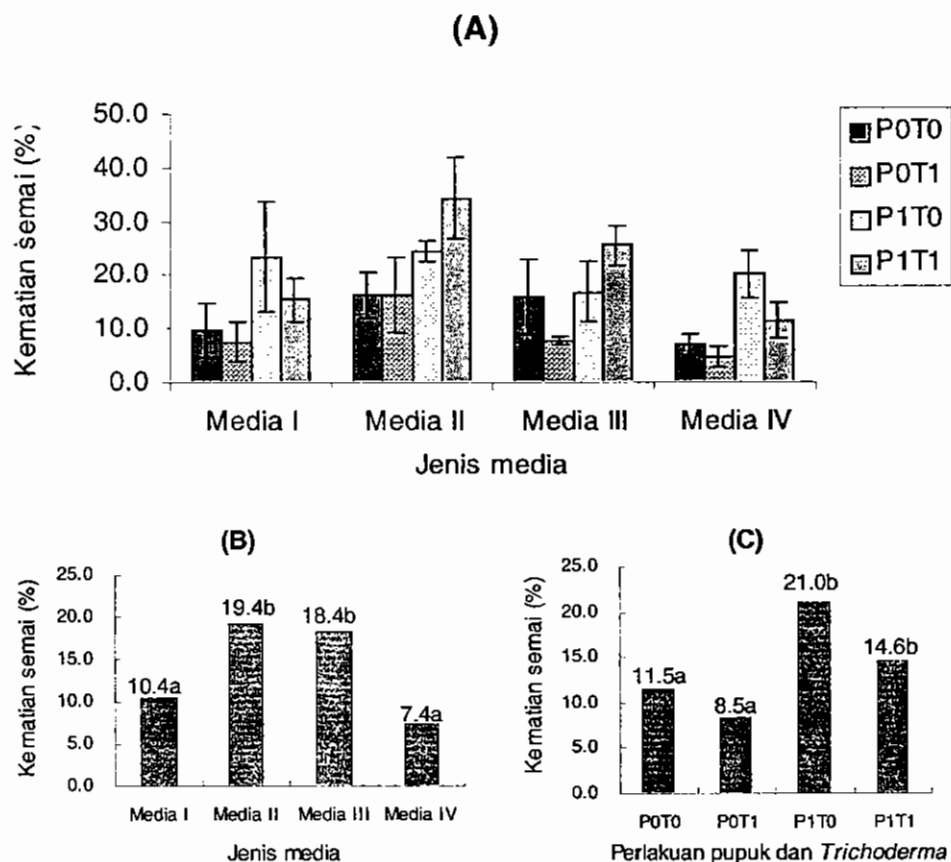 (A)
Kematian semai (%)
50.0
40.0
30.0
20.0
10.0
0.0
Media I Media II Media III Media IV
Jenis media
P0T0
P0T1
P1T0
P1T1
(B)
Kematian semai (%)
25.0
20.0
15.0
10.0
5.0
0.0
10.4a
19.4b
18.4b
7.4a
Media I Media II Media III Media IV
Jenis media
(C)
Kematian semai (%)
25.0
20.0
15.0
10.0
5.0
0.0
11.5a
8.5a
21.0b
14.6b
P0T0 P0T1 P1T0 P1T1
Perlakuan pupuk dan Trichoderma